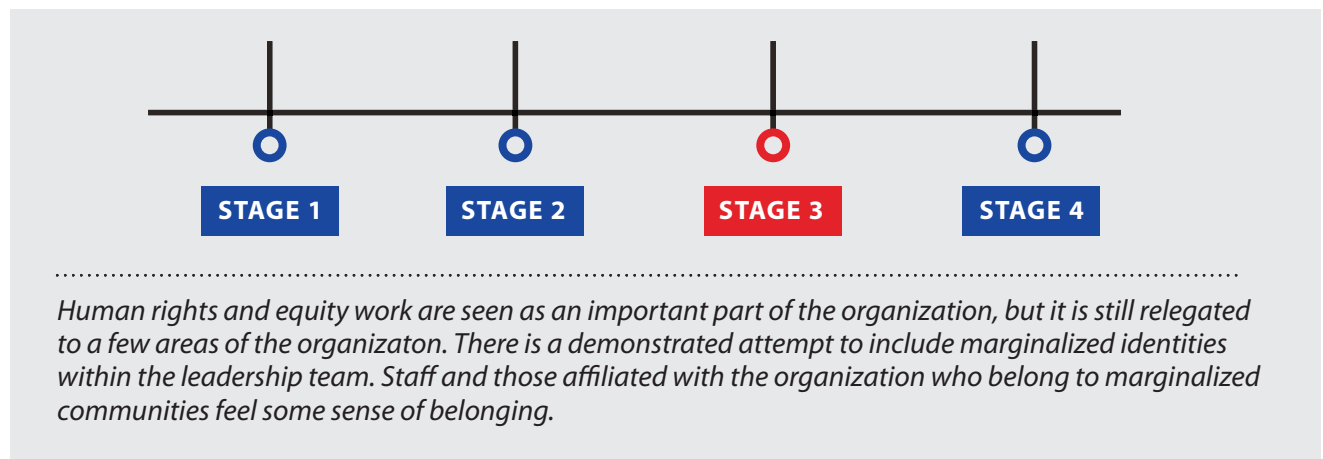 STAGE 1 STAGE 2 STAGE 3 STAGE 4
Human rights and equity work are seen as an important part of the organization, but it is still relegated
to a few areas of the organizaton. There is a demonstrated attempt to include marginalized identities
within the leadership team. Staff and those affiliated with the organization who belong to marginalized
communities feel some sense of belonging.